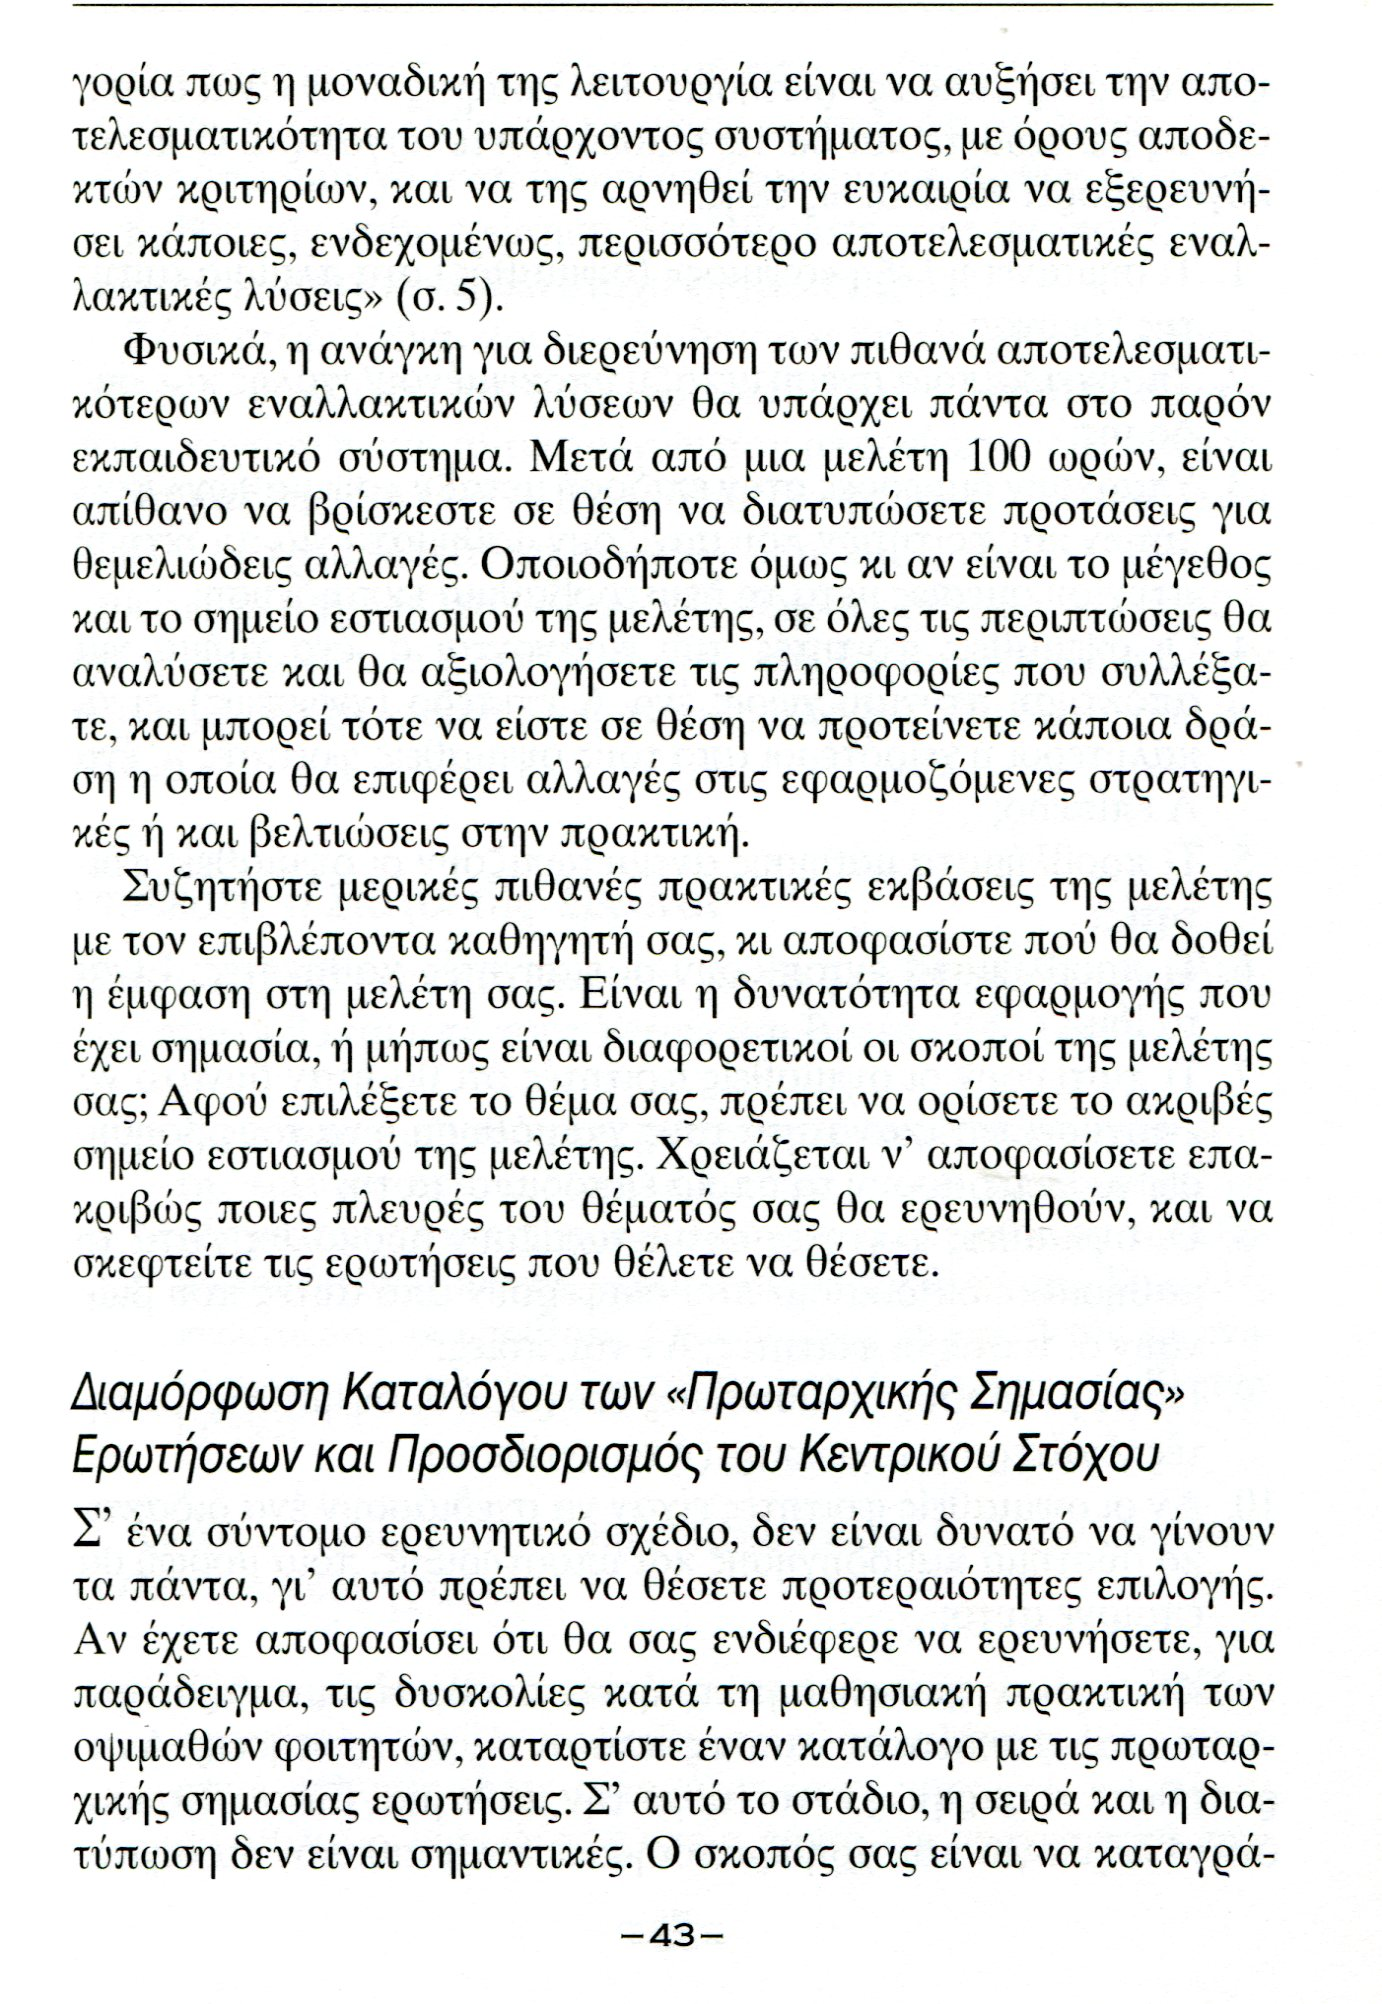 γορία πως η μοναδική της λειτουργία είναι να αυξήσει την απο-
τελεσματικότητα του υπάρχοντος συστήματος, με όρους αποδε-
κτών κριτηρίων, και να της αρνηθεί την ευκαιρία να εξερευνή-
σει κάποιες, ενδεχομένως, περισσότερο αποτελεσματικές εναλ-
λακτικές λύσεις» (σ. 5).
Φυσικά, η ανάγκη για διερεύνηση των πιθανά αποτελεσματι-
κότερων εναλλακτικών λύσεων θα υπάρχει πάντα στο παρόν
εκπαιδευτικό σύστημα. Μετά από μια μελέτη 100 ωρών, είναι
απίθανο να βρίσκεστε σε θέση να διατυπώσετε προτάσεις για
θεμελιώδεις αλλαγές. Οποιοδήποτε όμως κι αν είναι το μέγεθος
και το σημείο εστιασμού της μελέτης, σε όλες τις περιπτώσεις θα
αναλύσετε και θα αξιολογήσετε τις πληροφορίες που συλλέξα-
τε, και μπορεί τότε να είστε σε θέση να προτείνετε κάποια δρά-
ση η οποία θα επιφέρει αλλαγές στις εφαρμοζόμενες στρατηγι-
κές ή και βελτιώσεις στην πρακτική.
Συζητήστε μερικές πιθανές πρακτικές εκβάσεις της μελέτης
με τον επιβλέποντα καθηγητή σας, κι αποφασίστε πού θα δοθεί
η έμφαση στη μελέτη σας. Είναι η δυνατότητα εφαρμογής που
έχει σημασία, ή μήπως είναι διαφορετικοί οι σκοποί της μελέτης
σας; Αφού επιλέξετε το θέμα σας, πρέπει να ορίσετε το ακριβές
σημείο εστιασμού της μελέτης. Χρειάζεται ν’ αποφασίσετε επα-
κριβώς ποιες πλευρές του θέματός σας θα ερευνηθούν, και να
σκεφτείτε τις ερωτήσεις που θέλετε να θέσετε.
Διαμόρφωση Καταλόγου των «Πρωταρχικής Σημασίας»
Ερωτήσεων και Προσδιορισμός του Κεντρικού Στόχου
Σ’ ένα σύντομο ερευνητικό σχέδιο, δεν είναι δυνατό να γίνουν
τα πάντα, γι’ αυτό πρέπει να θέσετε προτεραιότητες επιλογής.
Αν έχετε αποφασίσει ότι θα σας ενδιέφερε να ερευνήσετε, για
παράδειγμα, τις δυσκολίες κατά τη μαθησιακή πρακτική των
οψιμαθών φοιτητών, καταρτίστε έναν κατάλογο με τις πρωταρ-
χικής σημασίας ερωτήσεις. Σ’ αυτό το στάδιο, η σειρά και η δια-
τύπωση δεν είναι σημαντικές. Ο σκοπός σας είναι να καταγρά-
–43–